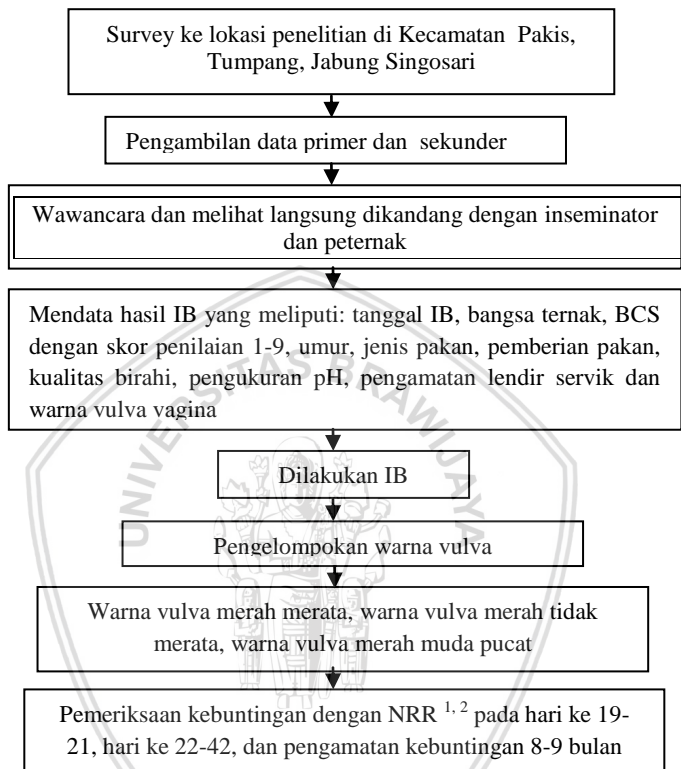 Survey ke lokasi penelitian di Kecamatan Pakis,
Tumpang, Jabung Singosari
Pengambilan data primer dan sekunder
Wawancara dan melihat langsung dikandang dengan inseminator
dan peternak
Mendata hasil IB yang meliputi: tanggal IB, bangsa ternak, BCS
dengan skor penilaian 1-9, umur, jenis pakan, pemberian pakan,
kualitas birahi, pengukuran pH, pengamatan lendir servik dan
warna vulva vagina
UNIVERSITAS BRAWIJAYA
Dilakukan IB
Pengelompokan warna vulva
Warna vulva merah merata, warna vulva merah tidak
merata, warna vulva merah muda pucat
Pemeriksaan kebuntingan dengan NRR 1, 2 pada hari ke 19-
21, hari ke 22-42, dan pengamatan kebuntingan 8-9 bulan